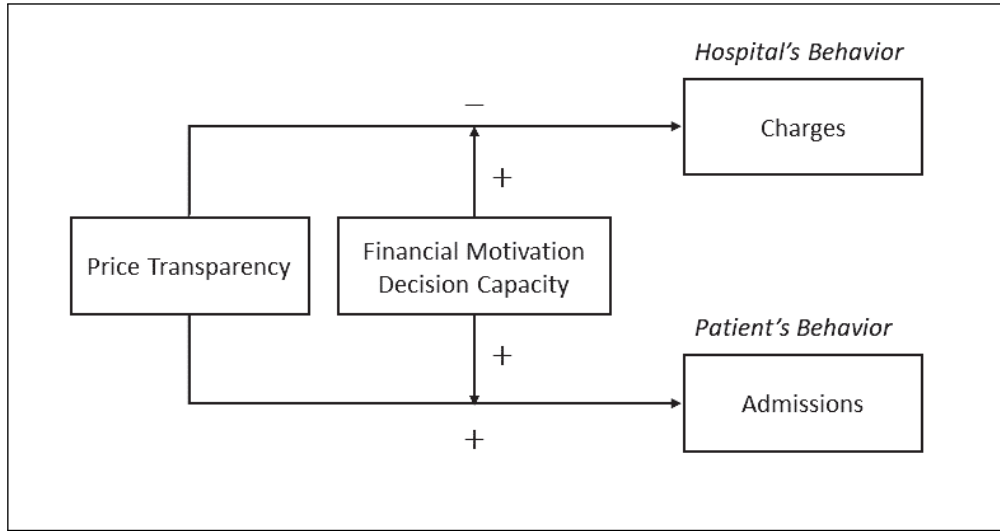 Hospital's Behavior
−
Charges
+
Price Transparency
Financial Motivation
Decision Capacity
Patient's Behavior
+
Admissions
+